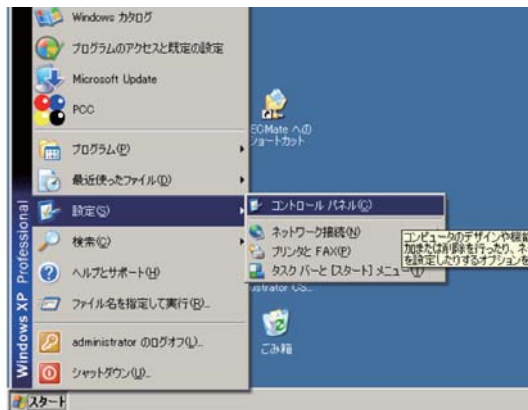 Windows カタログ
プログラムのアクセスと既定の設定
Microsoft Update
PCC
プログラム(P)
最近使ったファイル(D)
設定(S)
検索(C)
ヘルプとサポート(H)
ファイル名を指定して実行(R)...
administrator のログオフ(L)...
シャットダウン(U)...
Windows XP Professional
スタート
ECMate への
ショートカット
コントロール パネル(C)
ネットワーク接続(N)
プリンタと FAX(P)
タスク バーと [スタート] メニュー(T)
コンピュータのデザインや機能
加または削除を行ったり、ネ
を設定したりするオプションを
ustrator CS...
ごみ箱